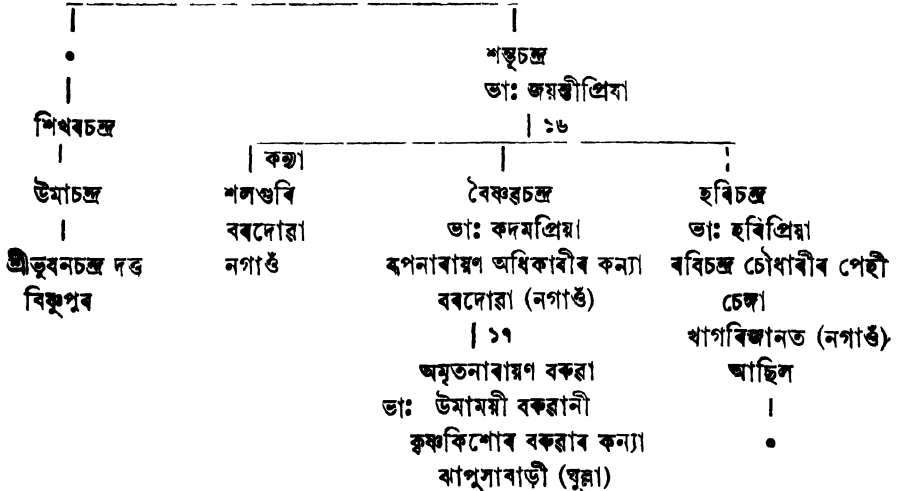 শম্ভূচন্দ্ৰ
ভাঃ জয়ন্তীপ্ৰিয়া
শিখৰচন্দ্ৰ
১৬
কন্যা
উমাচন্দ্ৰ শলগুৰি বৈষ্ণৱচন্দ্ৰ হৰিচন্দ্ৰ
বৰদোৱা ভাঃ কদমপ্ৰিয়া ভাঃ হৰিপ্ৰিয়া
শ্ৰীভূবনচন্দ্ৰ দত্ত নগাওঁ ৰূপনাৰায়ণ অধিকাৰীৰ কন্যা ৰবিচন্দ্ৰ চৌধাৰীৰ পেহী
বিষ্ণুপুৰ বৰদোৱা (নগাওঁ) চেঙ্গা
১৭ খাগৰিজানত (নগাওঁ)
অমৃতনাৰায়ণ বৰুৱা আছিল
ভাঃ উমাময়ী বৰুৱানী
কৃষ্ণকিশোৰ বৰুৱাৰ কন্যা
ঝাপুসাবাড়ী (ঘুল্লা)